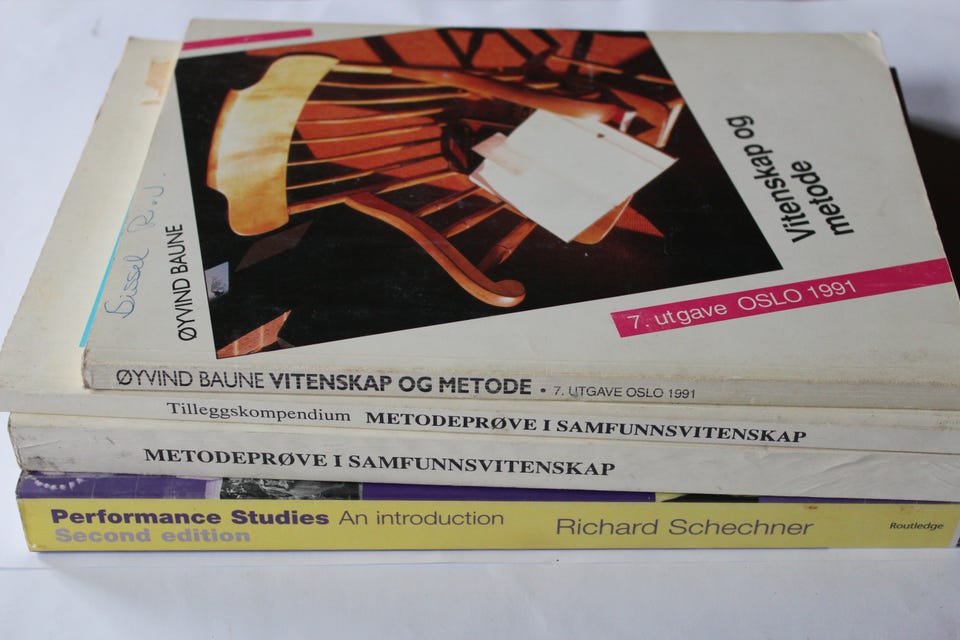 Vitenskap og
metode
7. utgave OSLO 1991
ØYVIND BAUNE
Sissel R.J.
ØYVIND BAUNE VITENSKAP OG METODE • 7. UTGAVE OSLO 1991
Tilleggskompendium METODEPRØVE I SAMFUNNSVITENSKAP
METODEPRØVE I SAMFUNNSVITENSKAP
Performance Studies An introduction
Second edition
Richard Schechner
Routledge